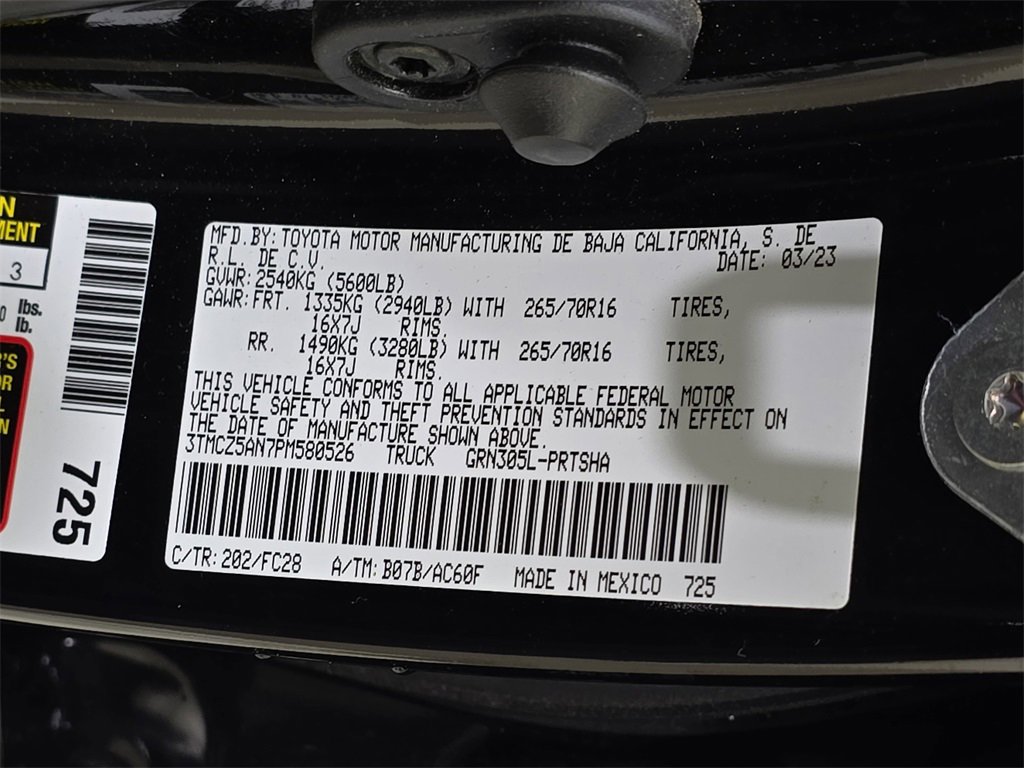 N
MENT
3
0 lbs.
lb.
R'S
OR
L
N
725
MFD.BY:TOYOTA MOTOR MANUFACTURING DE BAJA CALIFORNIA, S. DE
R.L. DE C.V. DATE: 03/23
GVWR:2540KG (5600LB)
GAWR:FRT. 1335KG (2940LB) WITH 265/70R16 TIRES,
16X7J RIMS,
RR. 1490KG (3280LB) WITH 265/70R16 TIRES,
16X7J RIMS.
THIS VEHICLE CONFORMS TO ALL APPLICABLE FEDERAL MOTOR
VEHICLE SAFETY AND THEFT PREVENTION STANDARDS IN EFFECT ON
THE DATE OF MANUFACTURE SHOWN ABOVE.
3TMCZ5AN7PM580526 TRUCK GRN305L-PRTSHA
C/TR:202/FC28 A/TM:B07B/AC60F MADE IN MEXICO 725